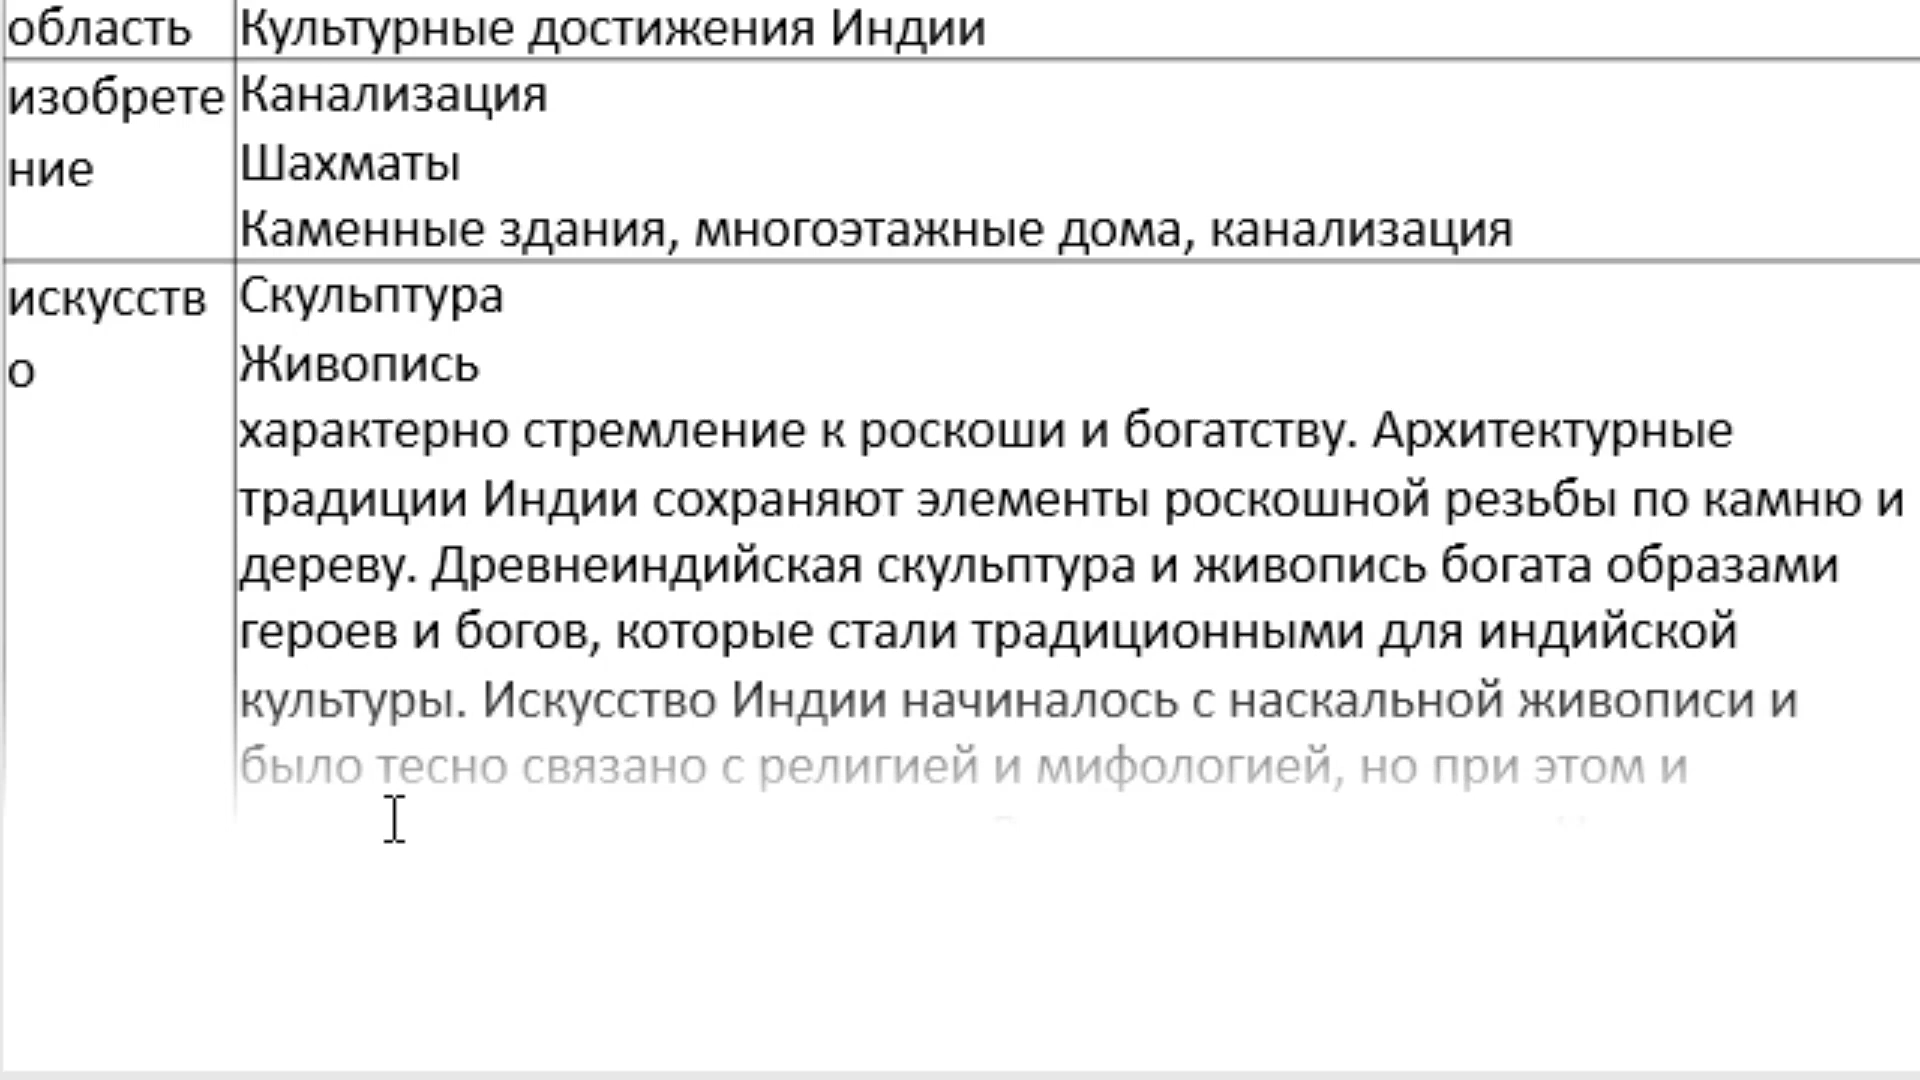 область Культурные достижения Индии
изобрете Канализация
ние Шахматы
Каменные здания, многоэтажные дома, канализация
искусств Скульптура
о Живопись
характерно стремление к роскоши и богатству. Архитектурные
традиции Индии сохраняют элементы роскошной резьбы по камню и
дереву. Древнеиндийская скульптура и живопись богата образами
героев и богов, которые стали традиционными для индийской
культуры. Искусство Индии начиналось с наскальной живописи и
было тесно связано с религией и мифологией, но при этом и